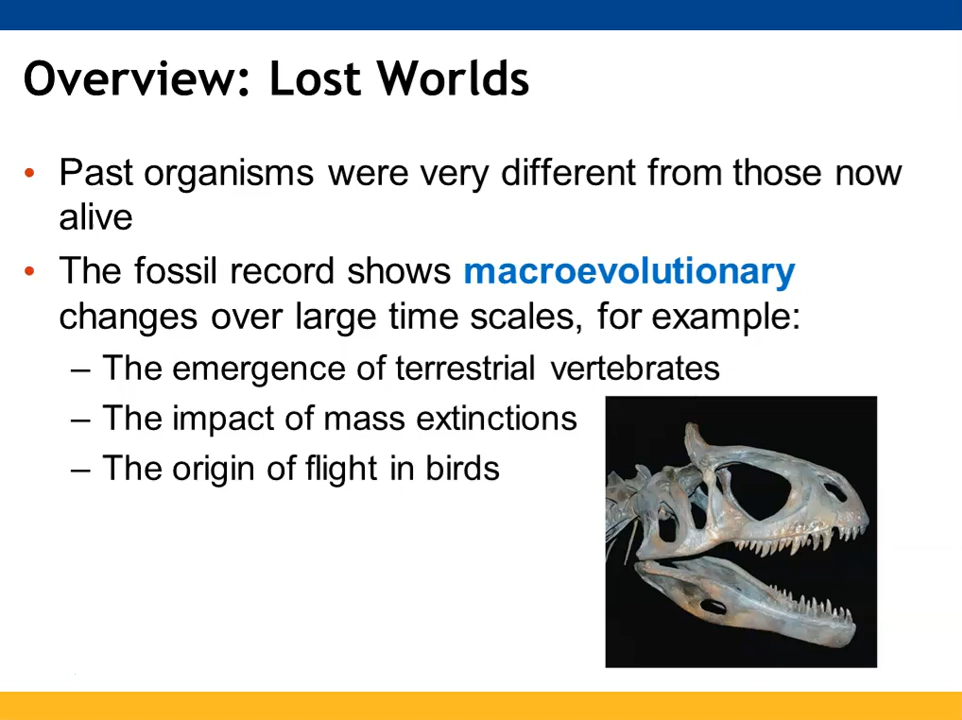 Overview: Lost Worlds
• Past organisms were very different from those now
alive
• The fossil record shows macroevolutionary
changes over large time scales, for example:
– The emergence of terrestrial vertebrates
– The impact of mass extinctions
– The origin of flight in birds